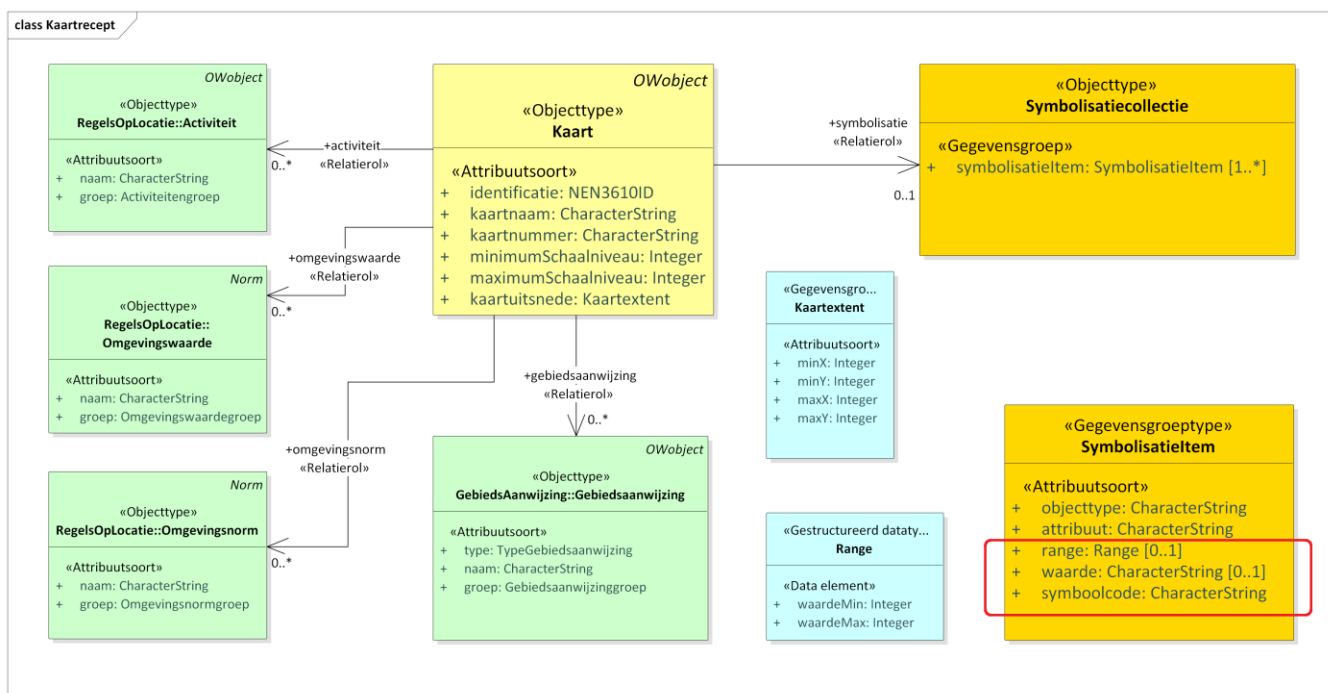 class Kaartrecept
OWobject
«Objecttype»
RegelsOpLocatie::Activiteit
«Attribuutsoort»
+ naam: CharacterString
+ groep: Activiteitengroep
+activiteit
«Relatierol»
0..*
OWobject
«Objecttype»
Kaart
«Attribuutsoort»
+ identificatie: NEN3610ID
+ kaartnaam: CharacterString
+ kaartnummer: CharacterString
+ minimumSchaalniveau: Integer
+ maximumSchaalniveau: Integer
+ kaartuitsnede: Kaartextent
+symbolisatie
«Relatierol»
0..1
«Objecttype»
Symbolisatiecollectie
«Gegevensgroep»
+ symbolisatieItem: SymbolisatieItem [1..*]
+omgevingswaarde
«Relatierol»
0..*
Norm
«Objecttype»
RegelsOpLocatie::
Omgevingswaarde
«Attribuutsoort»
+ naam: CharacterString
+ groep: Omgevingswaardegroep
«Gegevensgro...
Kaartextent
«Attribuutsoort»
+ minX: Integer
+ minY: Integer
+ maxX: Integer
+ maxY: Integer
+gebiedsaanwijzing
«Relatierol»
0..*
+omgevingsnorm
«Relatierol»
0..*
Norm
«Objecttype»
RegelsOpLocatie::Omgevingsnorm
«Attribuutsoort»
+ naam: CharacterString
+ groep: Omgevingsnormgroep
OWobject
«Objecttype»
GebiedsAanwijzing::Gebiedsaanwijzing
«Attribuutsoort»
+ type: TypeGebiedsaanwijzing
+ naam: CharacterString
+ groep: Gebiedsaanwijzinggroep
«Gestructureerd dataty...
Range
«Data element»
+ waardeMin: Integer
+ waardeMax: Integer
«Gegevensgroeptype»
SymbolisatieItem
«Attribuutsoort»
+ objecttype: CharacterString
+ attribuut: CharacterString
+ range: Range [0..1]
+ waarde: CharacterString [0..1]
+ symboolcode: CharacterString